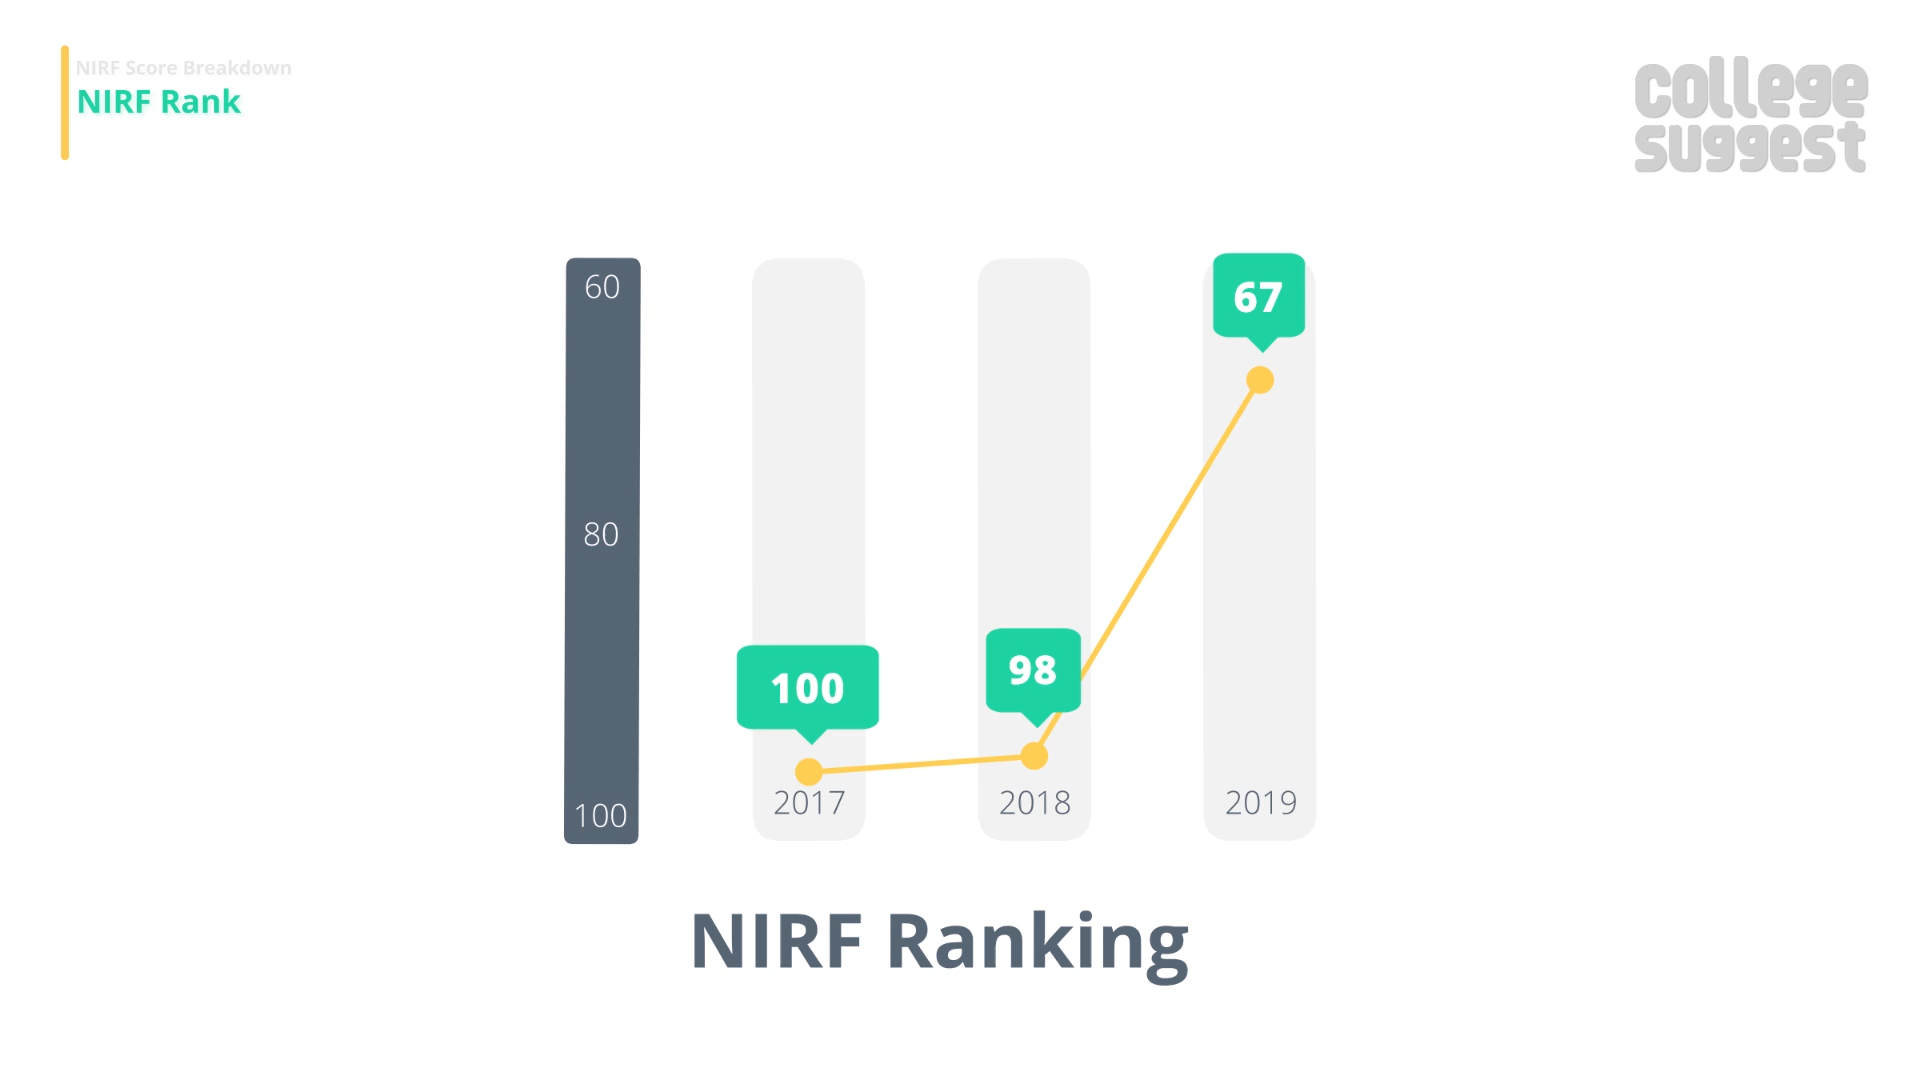 NIRF Score Breakdown
NIRF Rank
college
suggest
60
80
100
100
98
67
2017
2018
2019
NIRF Ranking